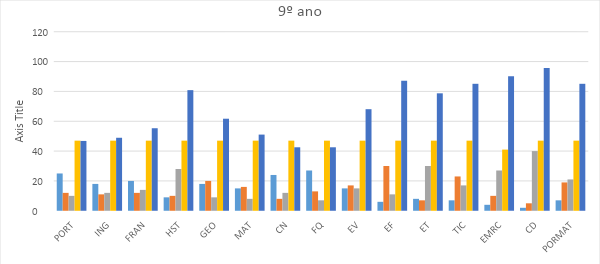 9º ano
120
100
80
60
40
20
0
Axis Title
PORT
ING
FRAN
HST
GEO
MAT
CN
FQ
EV
EF
ET
TIC
EMRC
CD
PORMAT